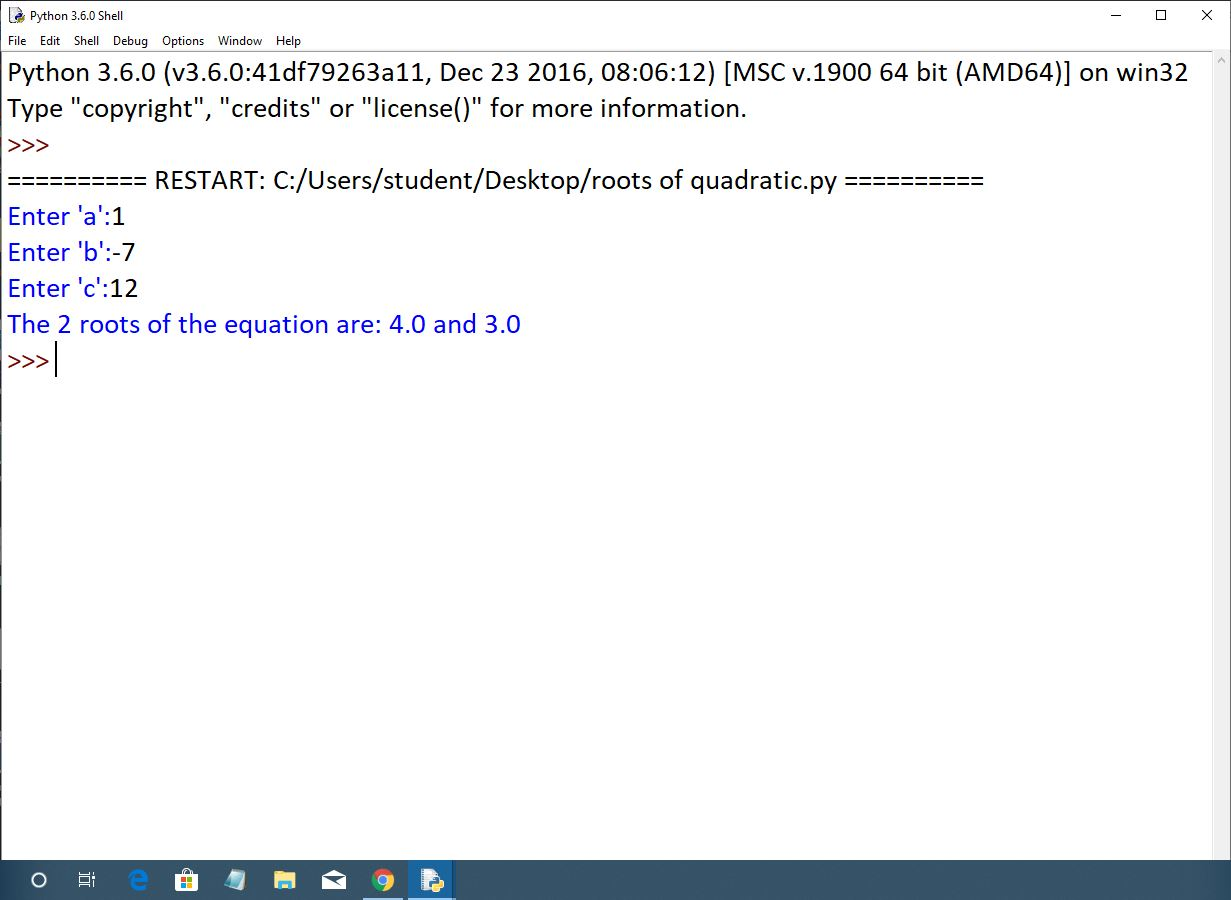 Python 3.6.0 Shell
File Edit Shell Debug Options Window Help
Python 3.6.0 (v3.6.0:41df79263a11, Dec 23 2016, 08:06:12) [MSC v.1900 64 bit (AMD64)] on win32
Type "copyright", "credits" or "license()" for more information.
>>>
========== RESTART: C:/Users/student/Desktop/roots of quadratic.py ==========
Enter 'a':1
Enter 'b':-7
Enter 'c':12
The 2 roots of the equation are: 4.0 and 3.0
>>>